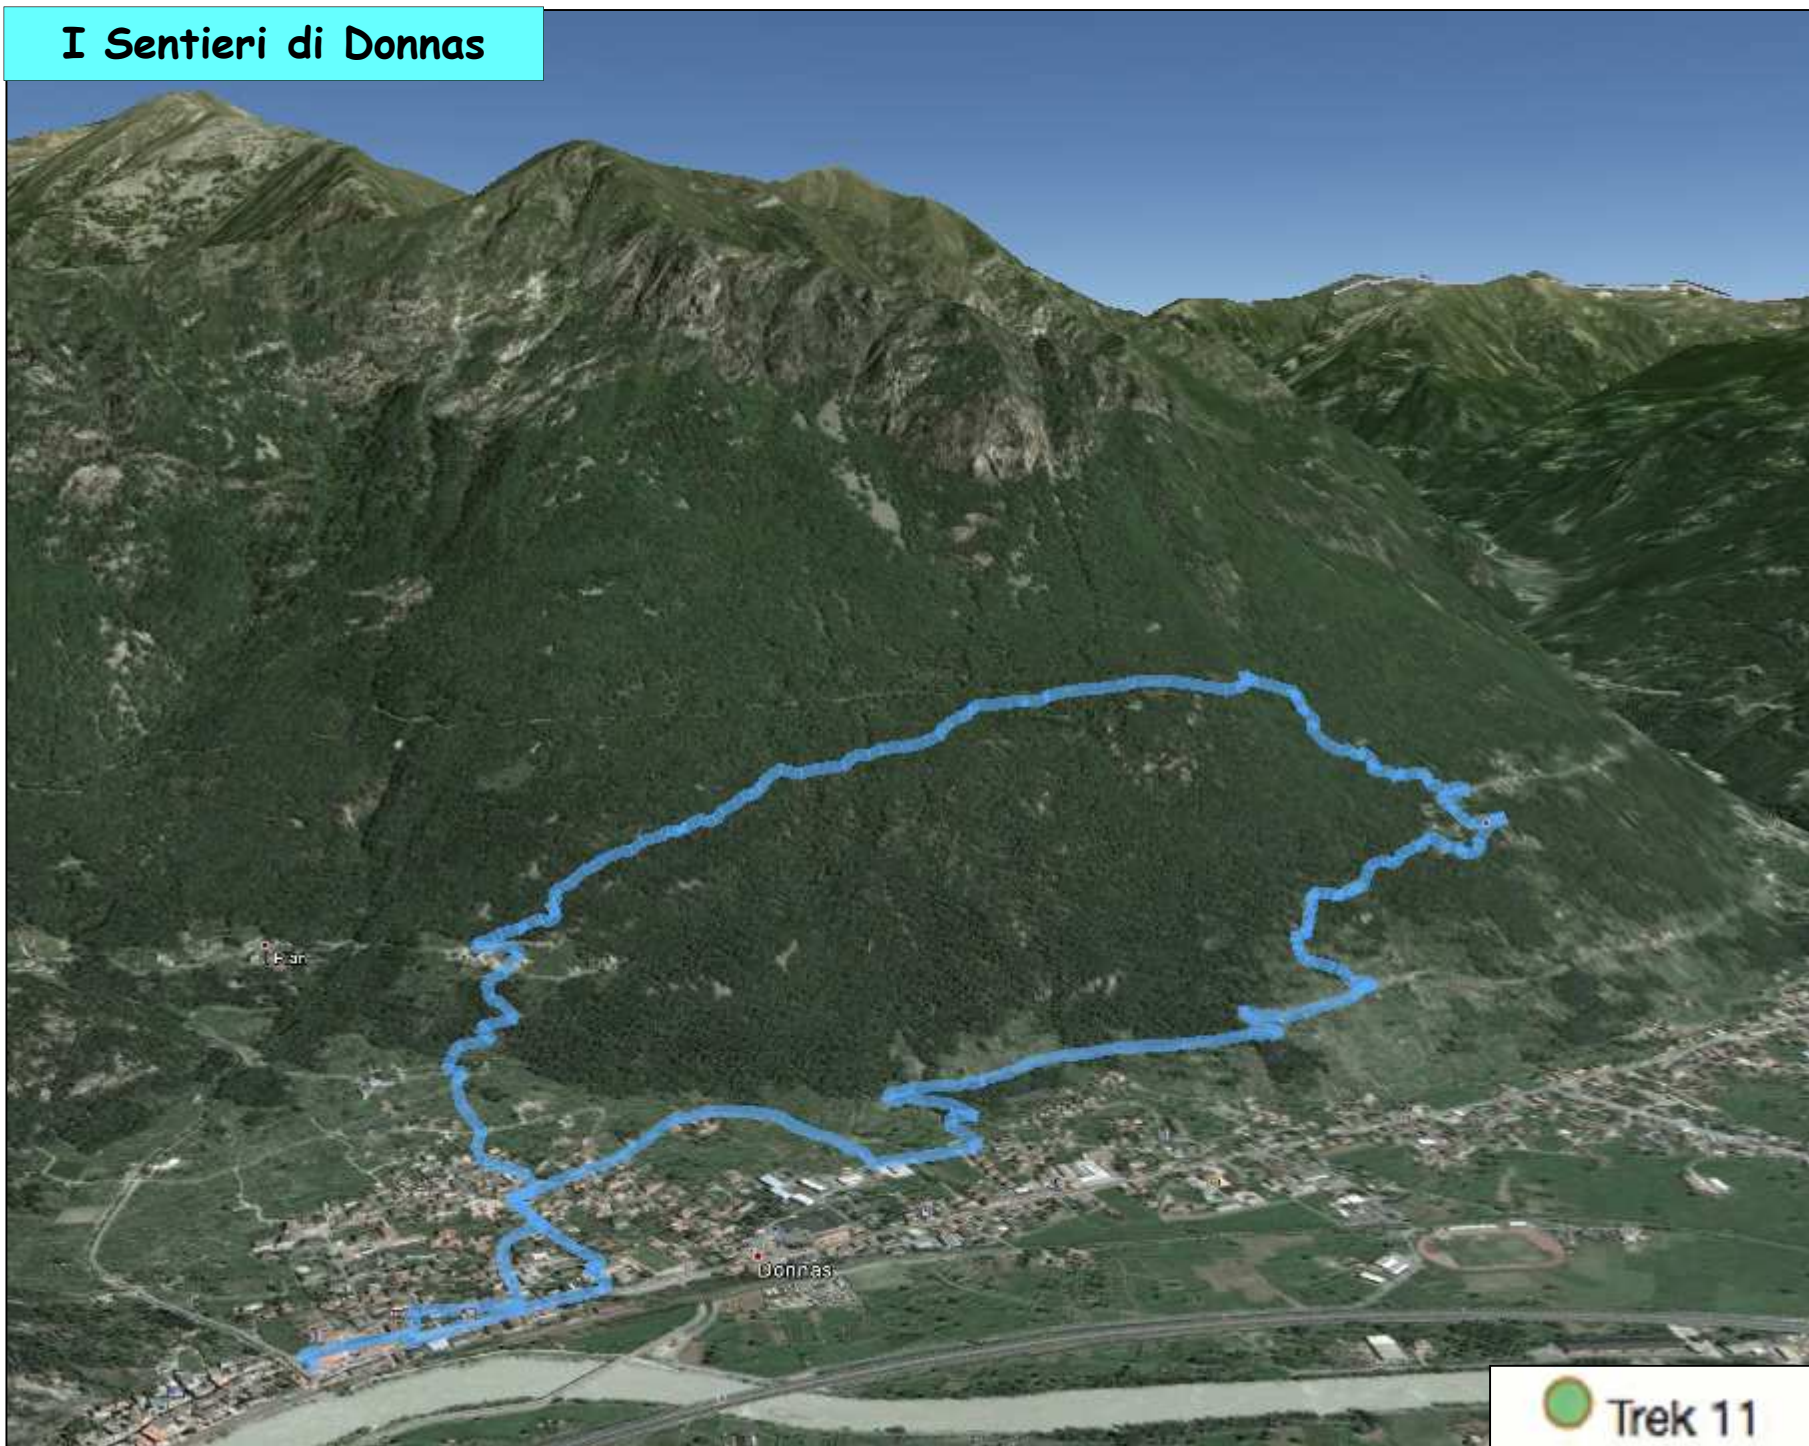 I Sentieri di Donnas
Donnas
Trek 11